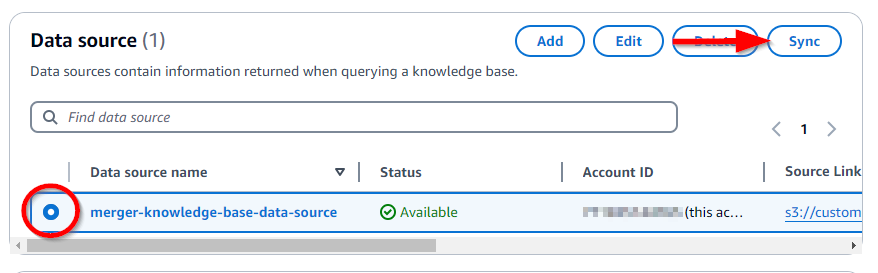 Data source (1)
Add
Edit
Delete
Sync
Data sources contain information returned when querying a knowledge base.
Find data source
1
Data source name
Status
Account ID
Source Link
merger-knowledge-base-data-source
Available
(this ac...
s3://custom